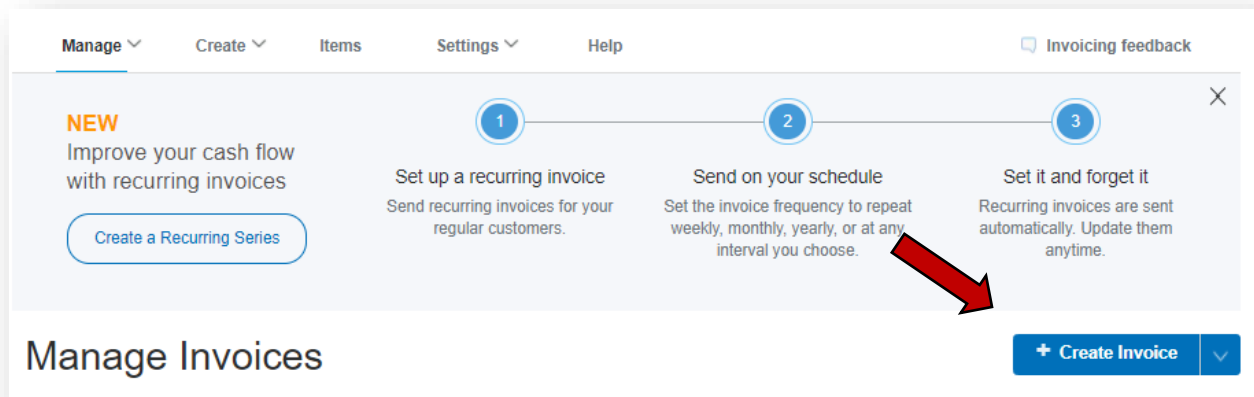 Manage
Create
Items
Settings
Help
Invoicing feedback
NEW
Improve your cash flow
with recurring invoices
Create a Recurring Series
1
Set up a recurring invoice
Send recurring invoices for your
regular customers.
2
Send on your schedule
Set the invoice frequency to repeat
weekly, monthly, yearly, or at any
interval you choose.
3
Set it and forget it
Recurring invoices are sent
automatically. Update them
anytime.
Manage Invoices
+ Create Invoice